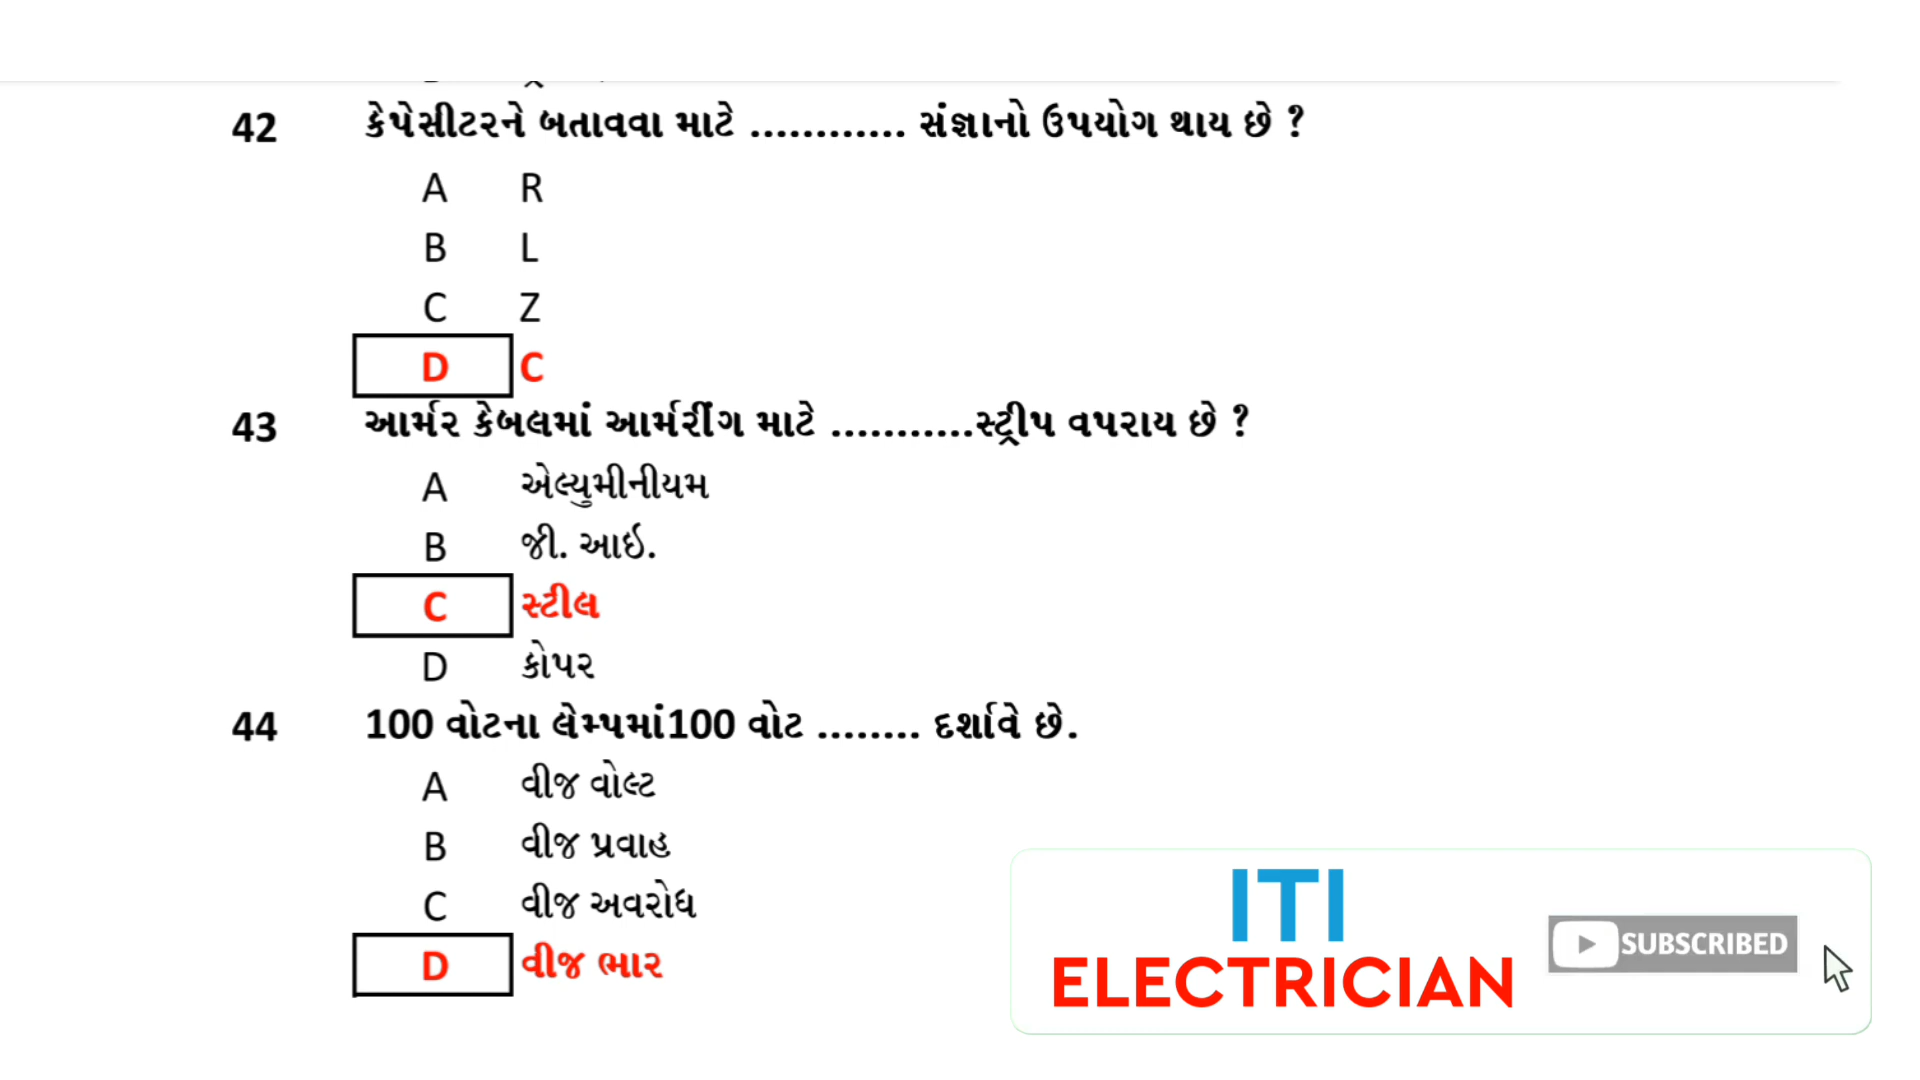 42 કેપેસીટરને બતાવવા માટે ............ સંજ્ઞાનો ઉપયોગ થાય છે ?
A R
B L
C Z
D C
43 આર્મર કેબલમાં આર્મરીંગ માટે ...........સ્ટ્રીપ વપરાય છે ?
A એલ્યુમીનીયમ
B જી. આઇ.
C સ્ટીલ
D કોપર
44 100 વોટના લેમ્પમાં100 વોટ ........ દર્શાવે છે.
A વીજ વોલ્ટ
B વીજ પ્રવાહ
C વીજ અવરોધ
D વીજ ભાર
ITI
ELECTRICIAN
SUBSCRIBED